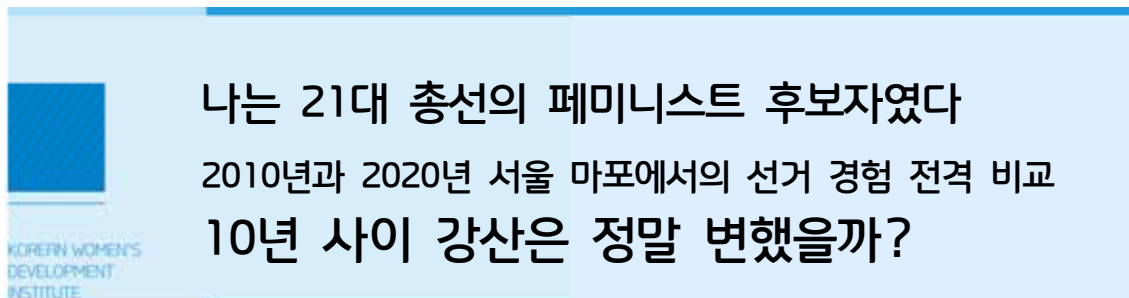 나는 21대 총선의 페미니스트 후보자였다
2010년과 2020년 서울 마포에서의 선거 경험 전격 비교
10년 사이 강산은 정말 변했을까?
KOREAN WOMEN'S
DEVELOPMENT
INSTITUTE